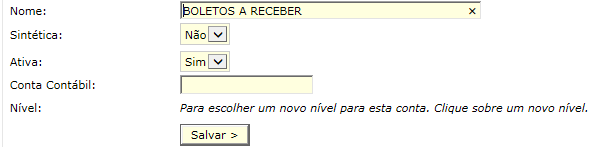 Nome: BOLETOS A RECEBER ×
Sintética: Não
Ativa: Sim
Conta Contábil:
Nível: Para escolher um novo nível para esta conta. Clique sobre um novo nível.
Salvar >